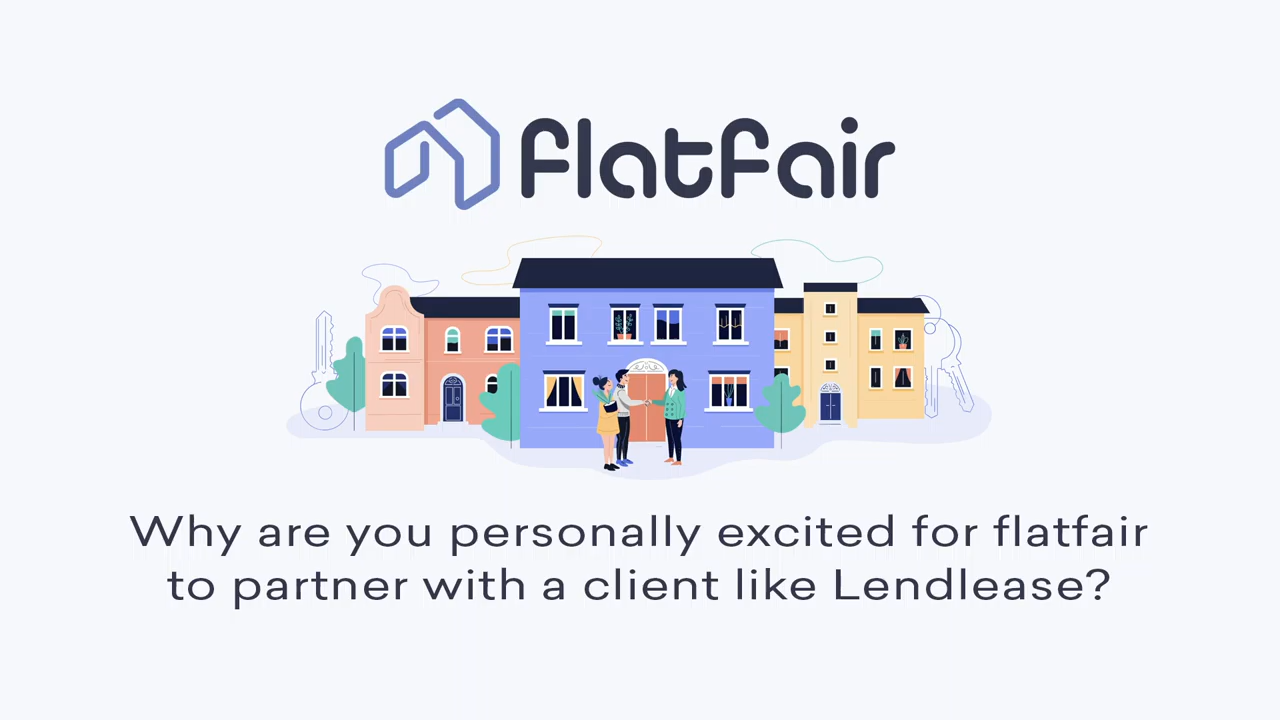 flatfair
Why are you personally excited for flatfair
to partner with a client like Lendlease?